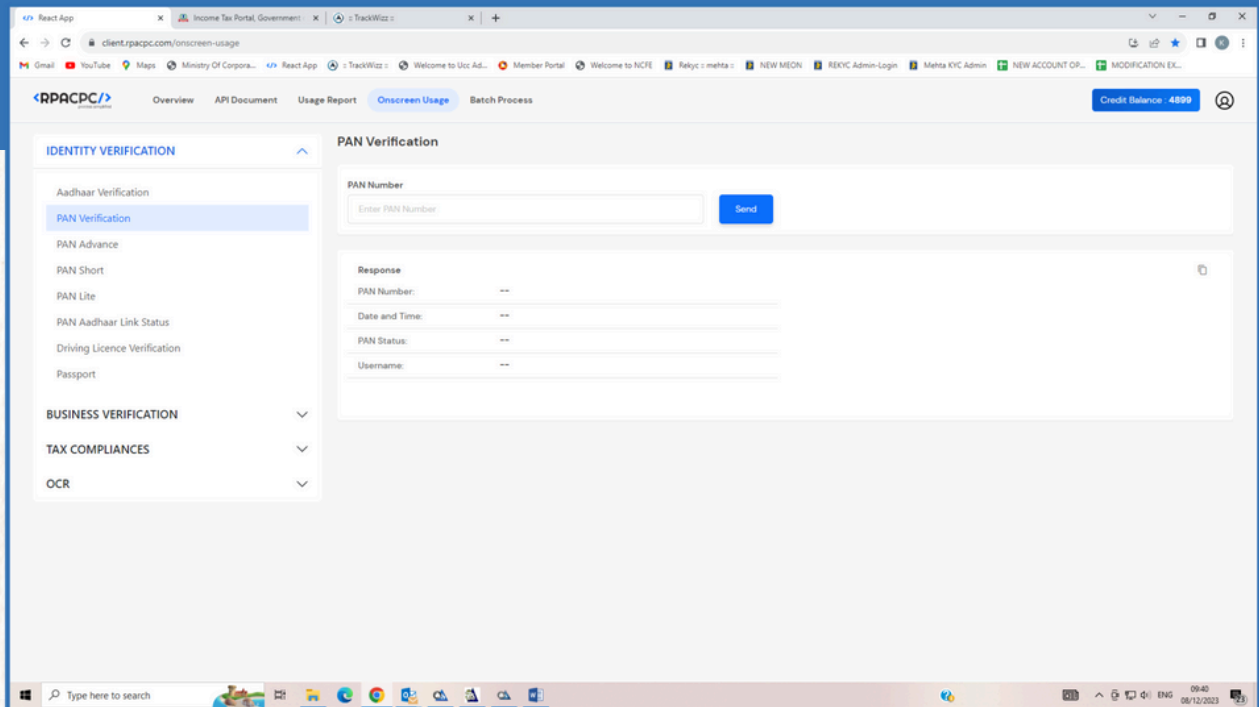 React App
Income Tax Portal, Government
:: TrackWizz ::
client.rpacpc.com/onscreen-usage
Gmail YouTube Maps Ministry Of Corpora... React App :: TrackWizz :: Welcome to Ucc Ad... Member Portal Welcome to NCFE Rekyc :: mehta :: NEW MEON REKYC Admin-Login Mehta KYC Admin NEW ACCOUNT OP... MODIFICATION EX...
<RPACPC/>
Overview API Document Usage Report Onscreen Usage Batch Process
Credit Balance : 4899
IDENTITY VERIFICATION
Aadhaar Verification
PAN Verification
PAN Advance
PAN Short
PAN Lite
PAN Aadhaar Link Status
Driving Licence Verification
Passport
BUSINESS VERIFICATION
TAX COMPLIANCES
OCR
PAN Verification
PAN Number
Enter PAN Number
Send
Response
PAN Number: --
Date and Time: --
PAN Status: --
Username: --
Type here to search
ENG
09:40
08/12/2023